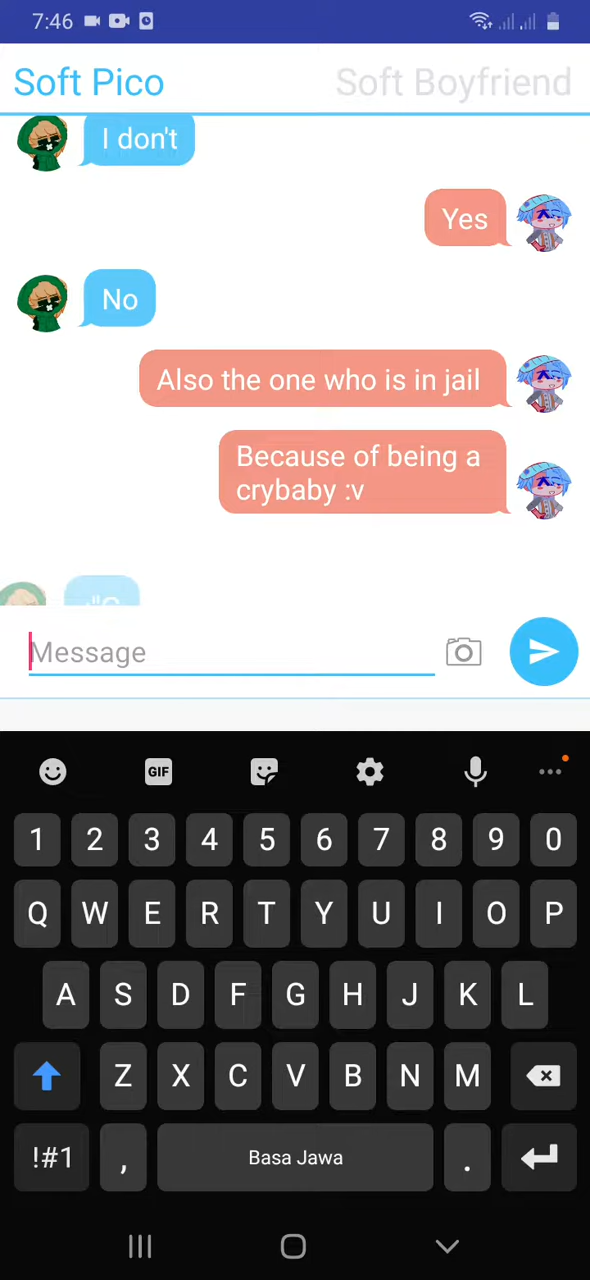 7:46
Soft Pico
Soft Boyfriend
I don't
Yes
No
Also the one who is in jail
Because of being a
crybaby :v
Message
GIF
1 2 3 4 5 6 7 8 9 0
Q W E R T Y U I O P
A S D F G H J K L
Z X C V B N M
!#1 , Basa Jawa .